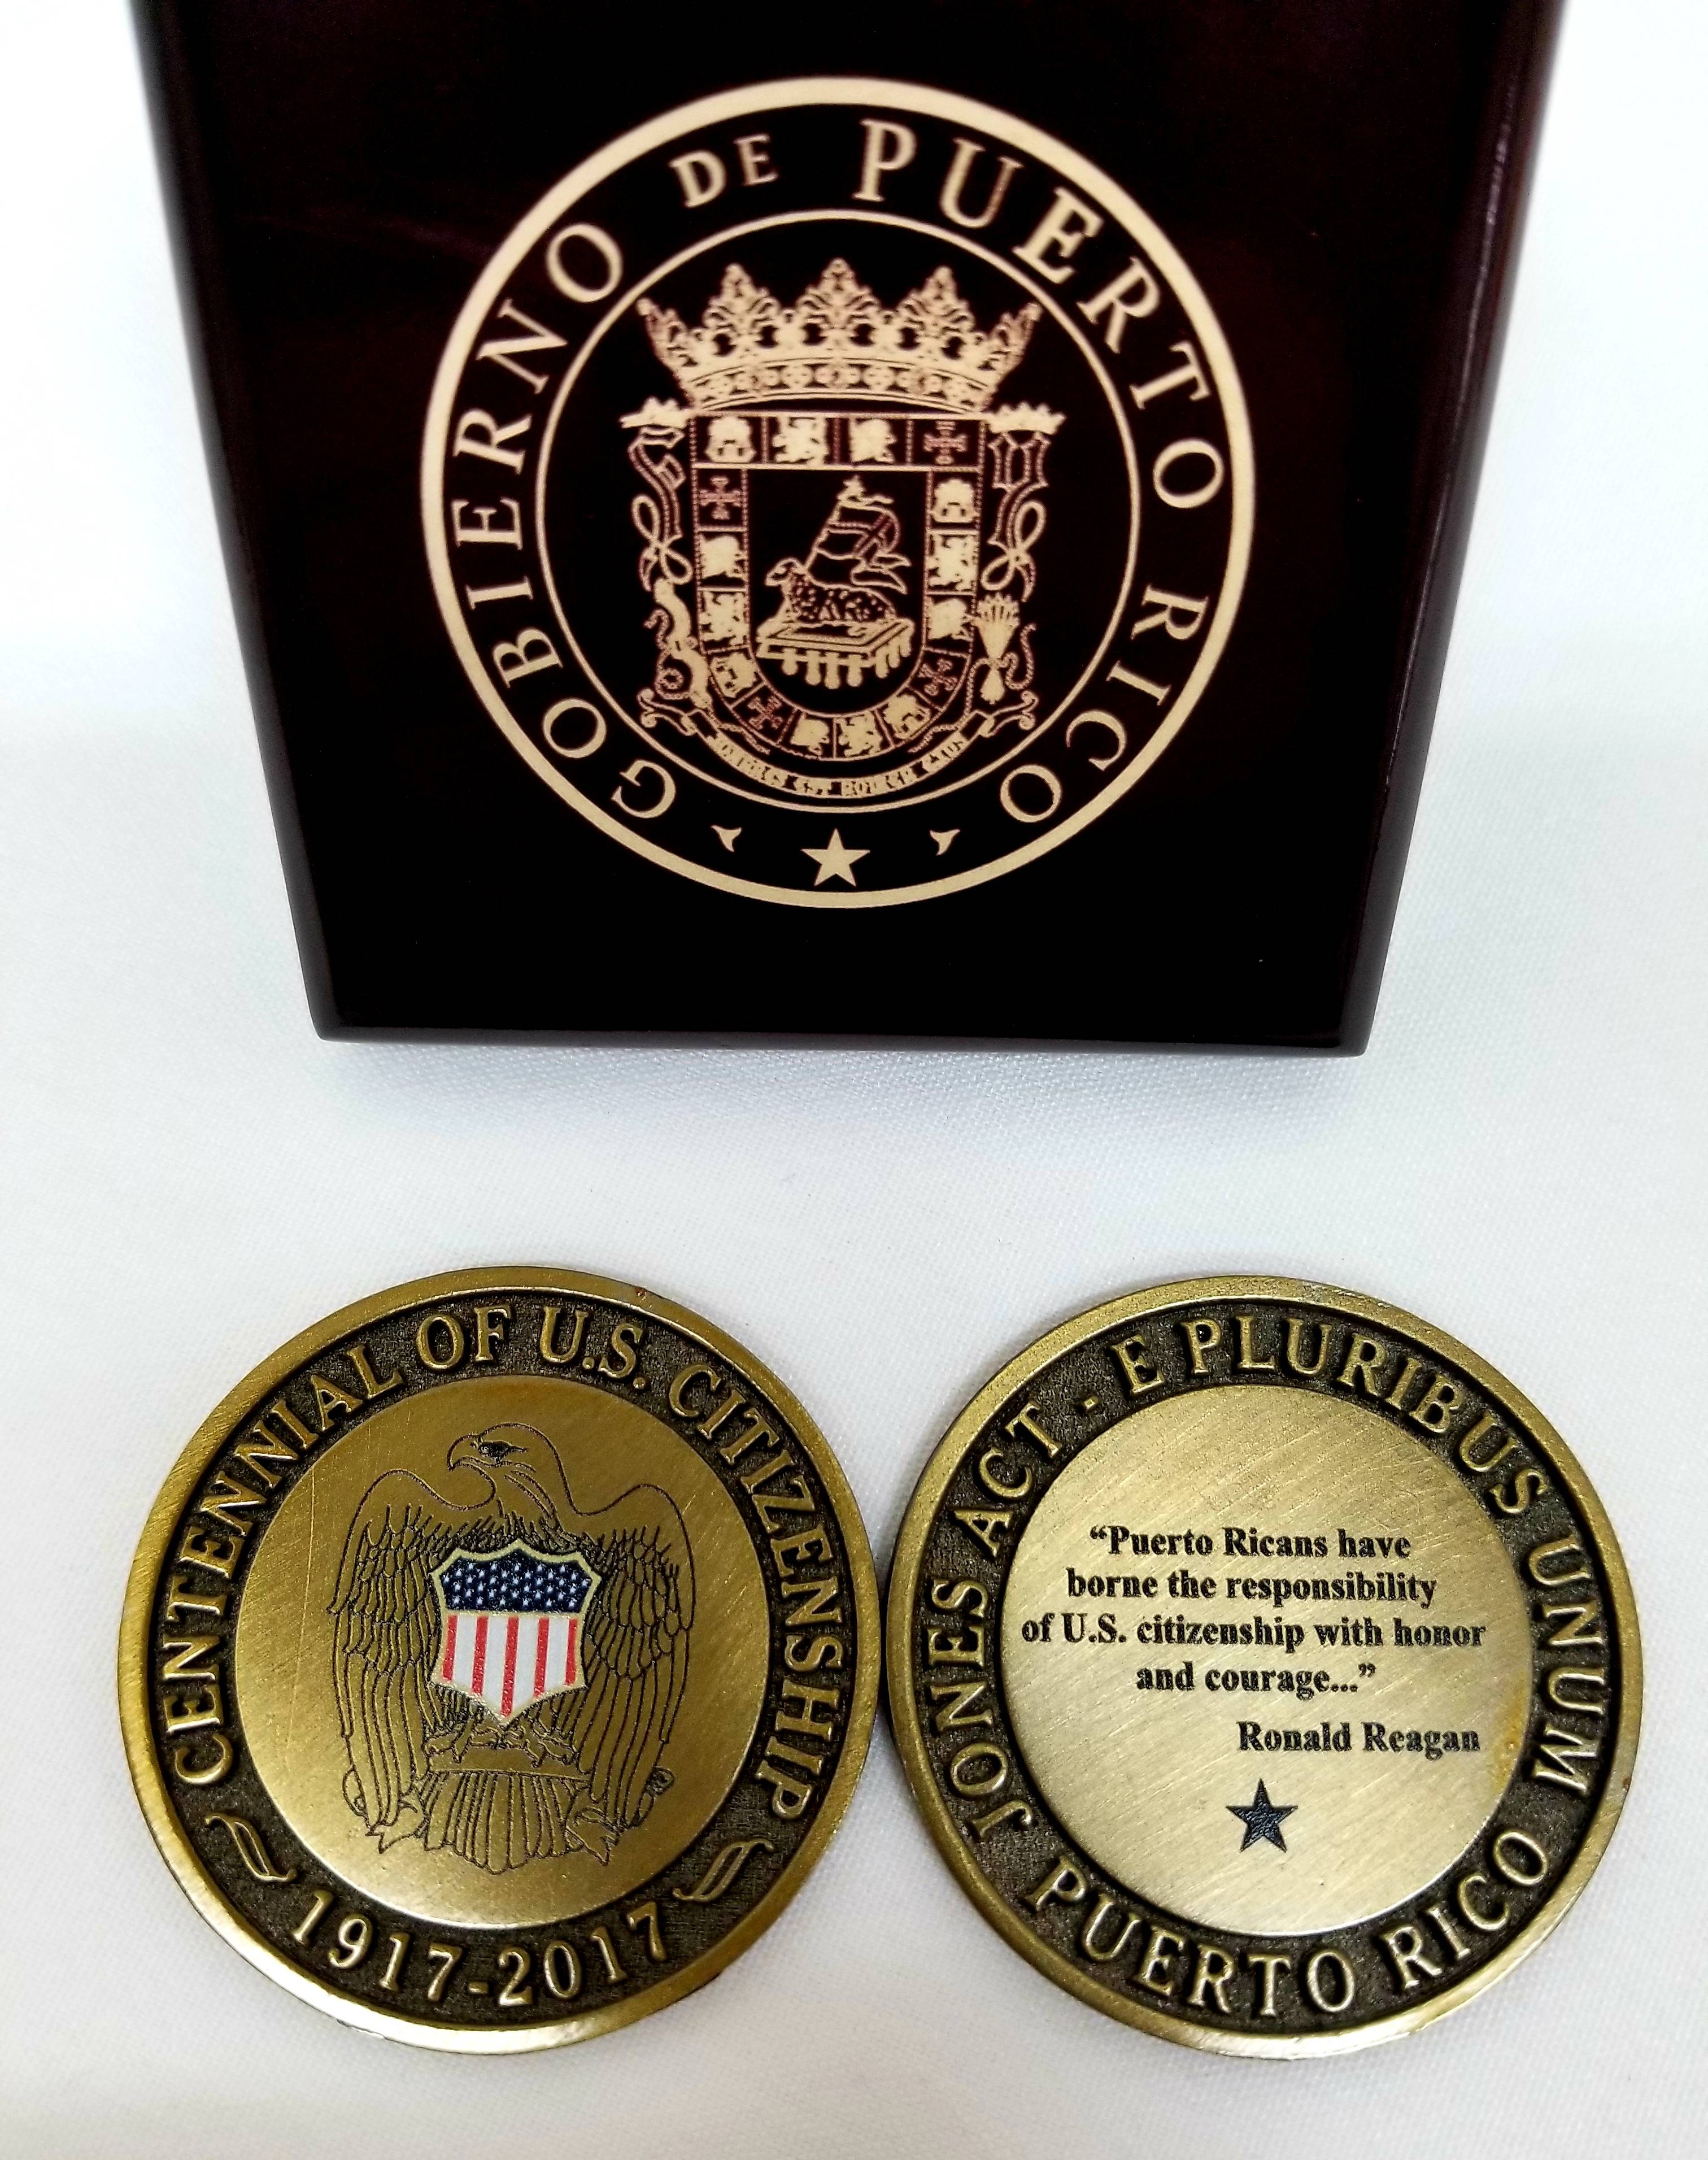 GOBIERNO DE PUERTO RICO
EST
CENTENNIAL OF U.S. CITIZENSHIP
1917-2017
JONES ACT - E PLURIBUS UNUM
“Puerto Ricans have
borne the responsibility
of U.S. citizenship with honor
and courage...”
Ronald Reagan
PUERTO RICO